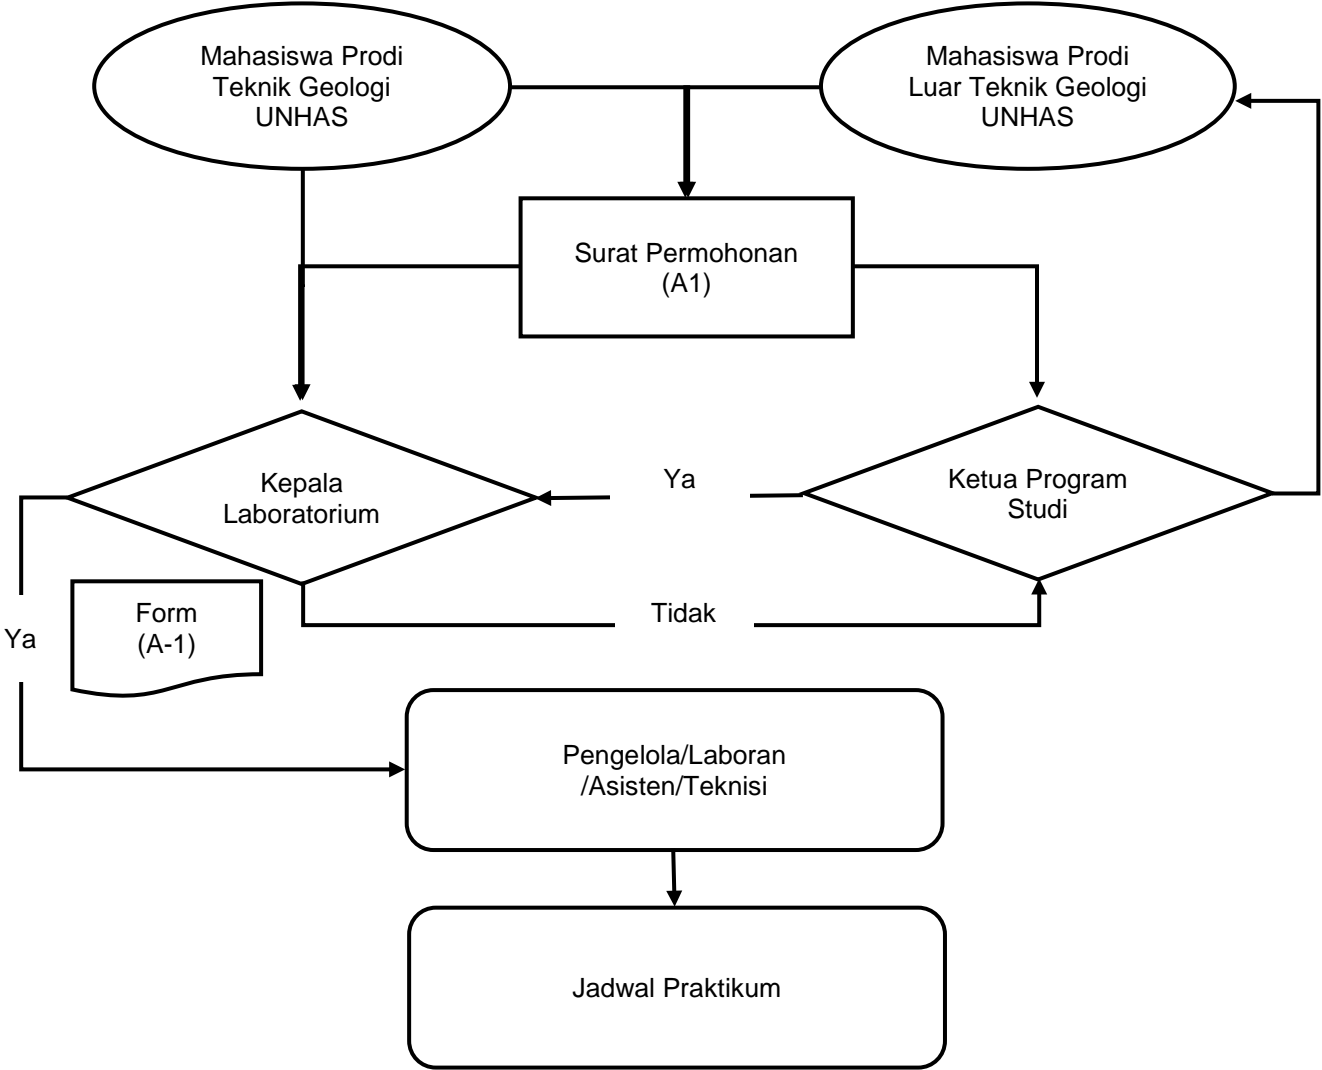 Mahasiswa Prodi
Teknik Geologi
UNHAS
Mahasiswa Prodi
Luar Teknik Geologi
UNHAS
Surat Permohonan
(A1)
Kepala
Laboratorium
Ya
Ketua Program
Studi
Form
(A-1)
Ya
Tidak
Pengelola/Laboran
/Asisten/Teknisi
Jadwal Praktikum